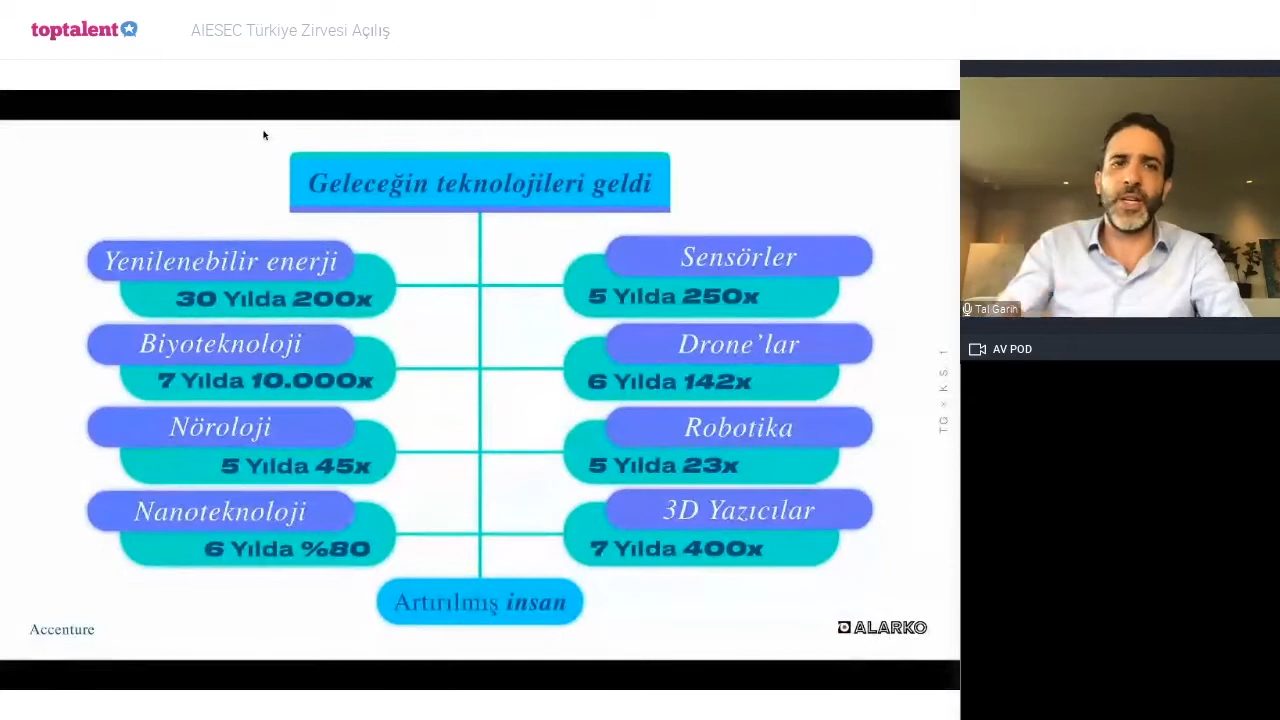 toptalent
AIESEC Türkiye Zirvesi Açılış
Geleceğin teknolojileri geldi
Yenilenebilir enerji
30 Yılda 200x
Biyoteknoloji
7 Yılda 10.000x
Nöroloji
5 Yılda 45x
Nanoteknoloji
6 Yılda %80
Sensörler
5 Yılda 250x
Drone’lar
6 Yılda 142x
Robotika
5 Yılda 23x
3D Yazıcılar
7 Yılda 400x
Artırılmış insan
Accenture
ALARKO
TG × K S. 1
Tal Garih
AV POD